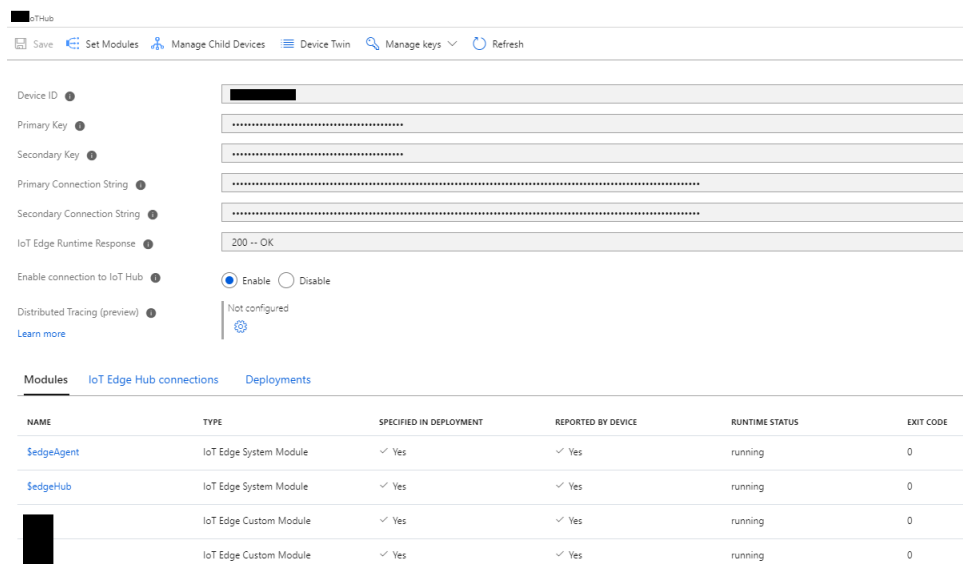 oTHub
Save Set Modules Manage Child Devices Device Twin Manage keys Refresh
Device ID
Primary Key ••••••••••••••••••••••••••••••••••••••••••••
Secondary Key ••••••••••••••••••••••••••••••••••••••••••••
Primary Connection String
Secondary Connection String
IoT Edge Runtime Response 200 -- OK
Enable connection to IoT Hub Enable Disable
Distributed Tracing (preview) Not configured
Learn more
Modules IoT Edge Hub connections Deployments
NAME TYPE SPECIFIED IN DEPLOYMENT REPORTED BY DEVICE RUNTIME STATUS EXIT CODE
$edgeAgent IoT Edge System Module Yes Yes running 0
$edgeHub IoT Edge System Module Yes Yes running 0
IoT Edge Custom Module Yes Yes running 0
IoT Edge Custom Module Yes Yes running 0